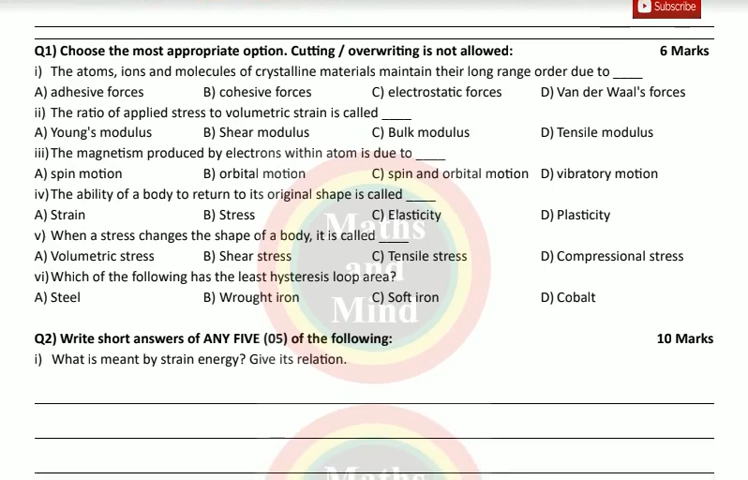 Subscribe
Q1) Choose the most appropriate option. Cutting / overwriting is not allowed: 6 Marks
i) The atoms, ions and molecules of crystalline materials maintain their long range order due to ____
A) adhesive forces B) cohesive forces C) electrostatic forces D) Van der Waal's forces
ii) The ratio of applied stress to volumetric strain is called ____
A) Young's modulus B) Shear modulus C) Bulk modulus D) Tensile modulus
iii) The magnetism produced by electrons within atom is due to ____
A) spin motion B) orbital motion C) spin and orbital motion D) vibratory motion
iv) The ability of a body to return to its original shape is called ____
A) Strain B) Stress C) Elasticity D) Plasticity
v) When a stress changes the shape of a body, it is called ____
A) Volumetric stress B) Shear stress C) Tensile stress D) Compressional stress
vi) Which of the following has the least hysteresis loop area?
A) Steel B) Wrought iron C) Soft iron D) Cobalt
Maths
and
Mind
Q2) Write short answers of ANY FIVE (05) of the following: 10 Marks
i) What is meant by strain energy? Give its relation.
Maths